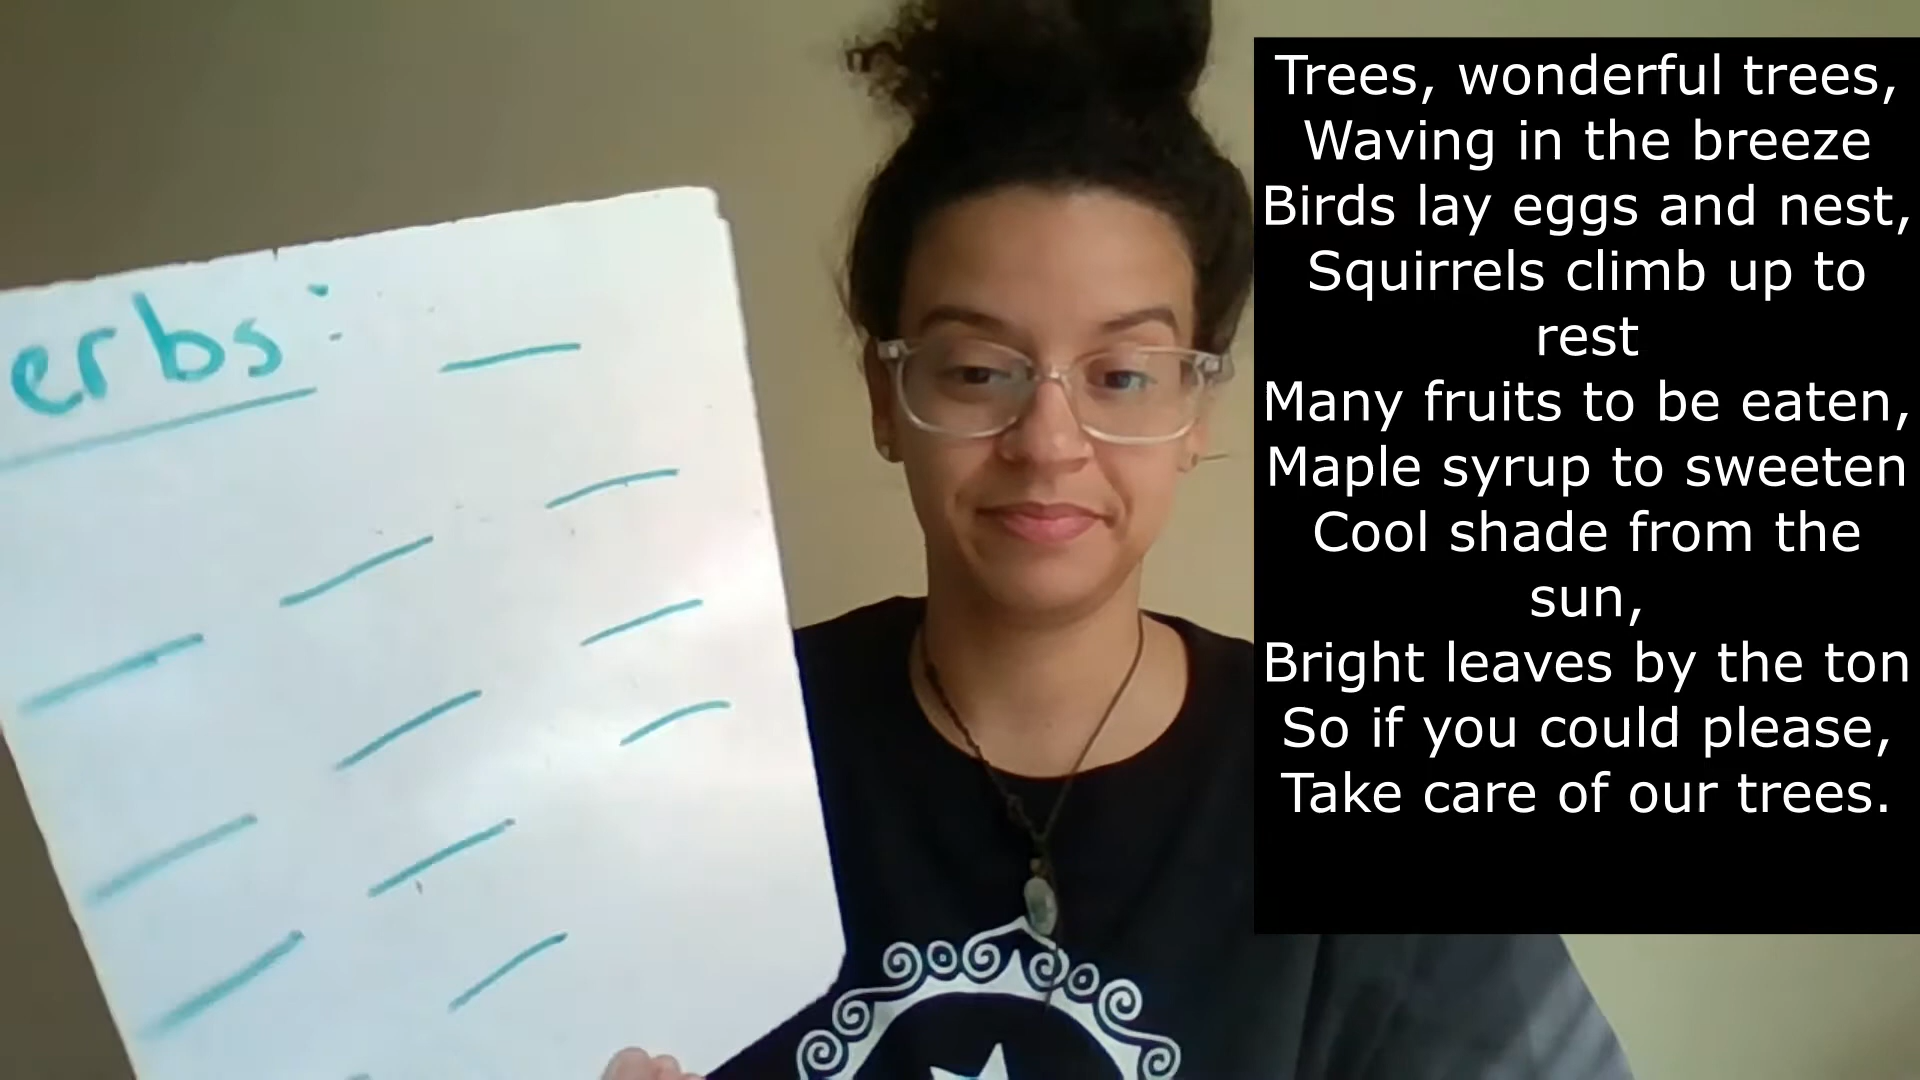 erbs:
Trees, wonderful trees,
Waving in the breeze
Birds lay eggs and nest,
Squirrels climb up to
rest
Many fruits to be eaten,
Maple syrup to sweeten
Cool shade from the
sun,
Bright leaves by the ton
So if you could please,
Take care of our trees.